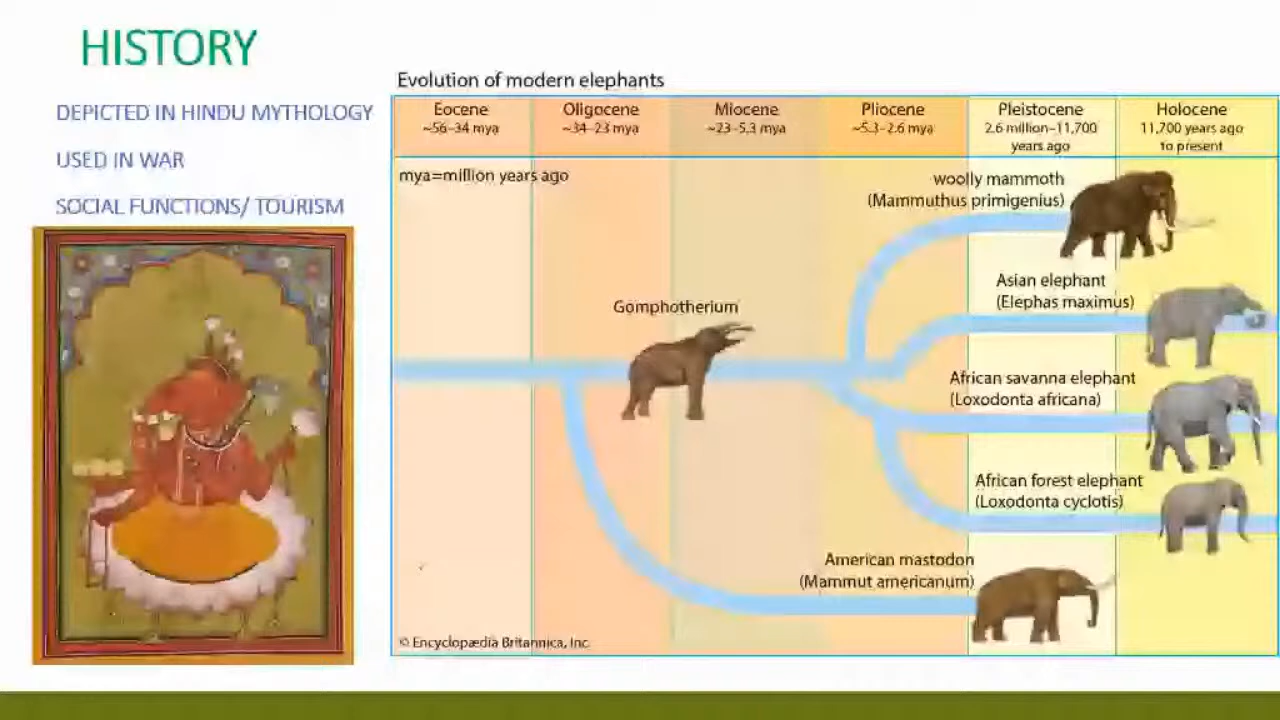 HISTORY
DEPICTED IN HINDU MYTHOLOGY
USED IN WAR
SOCIAL FUNCTIONS/ TOURISM
Evolution of modern elephants
Eocene
~56–34 mya
Oligocene
~34–23 mya
Miocene
~23–5.3 mya
Pliocene
~5.3–2.6 mya
Pleistocene
2.6 million–11,700
years ago
Holocene
11,700 years ago
to present
mya=million years ago
woolly mammoth
(Mammuthus primigenius)
Asian elephant
(Elephas maximus)
Gomphotherium
African savanna elephant
(Loxodonta africana)
African forest elephant
(Loxodonta cyclotis)
American mastodon
(Mammut americanum)
© Encyclopædia Britannica, Inc.